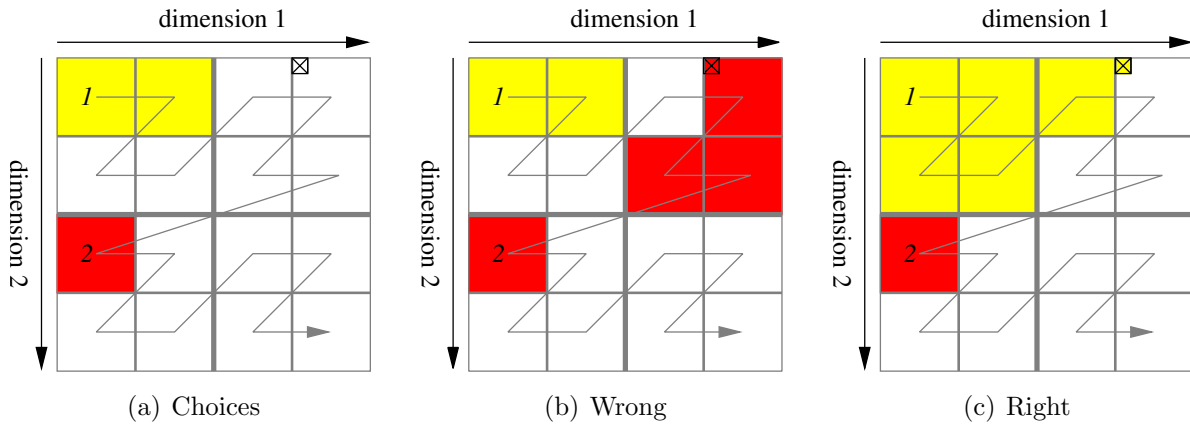 dimension 1
dimension 2
1
2
(a) Choices
dimension 1
dimension 2
1
2
(b) Wrong
dimension 1
dimension 2
1
2
(c) Right